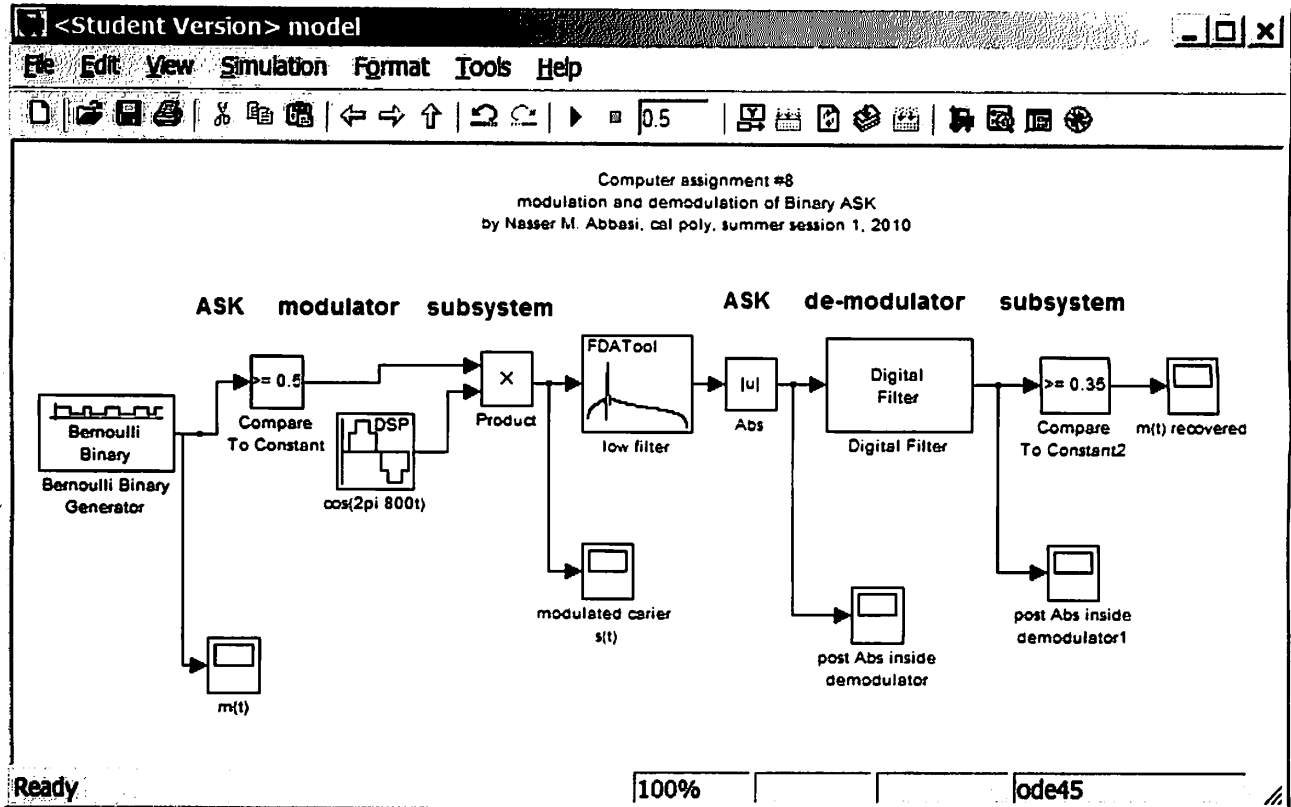 <Student Version> model
File Edit View Simulation Format Tools Help
0.5
Computer assignment #8
modulation and demodulation of Binary ASK
by Nasser M. Abbasi, cal poly, summer session 1, 2010
ASK modulator subsystem
ASK de-modulator subsystem
Bernoulli
Binary
Bernoulli Binary
Generator
>= 0.5
Compare
To Constant
DSP
cos(2pi 800t)
×
Product
FDATool
low filter
|u|
Abs
Digital
Filter
Digital Filter
>= 0.35
Compare
To Constant2
m(t) recovered
modulated carier
s(t)
post Abs inside
demodulator
post Abs inside
demodulator1
m(t)
Ready
100%
ode45